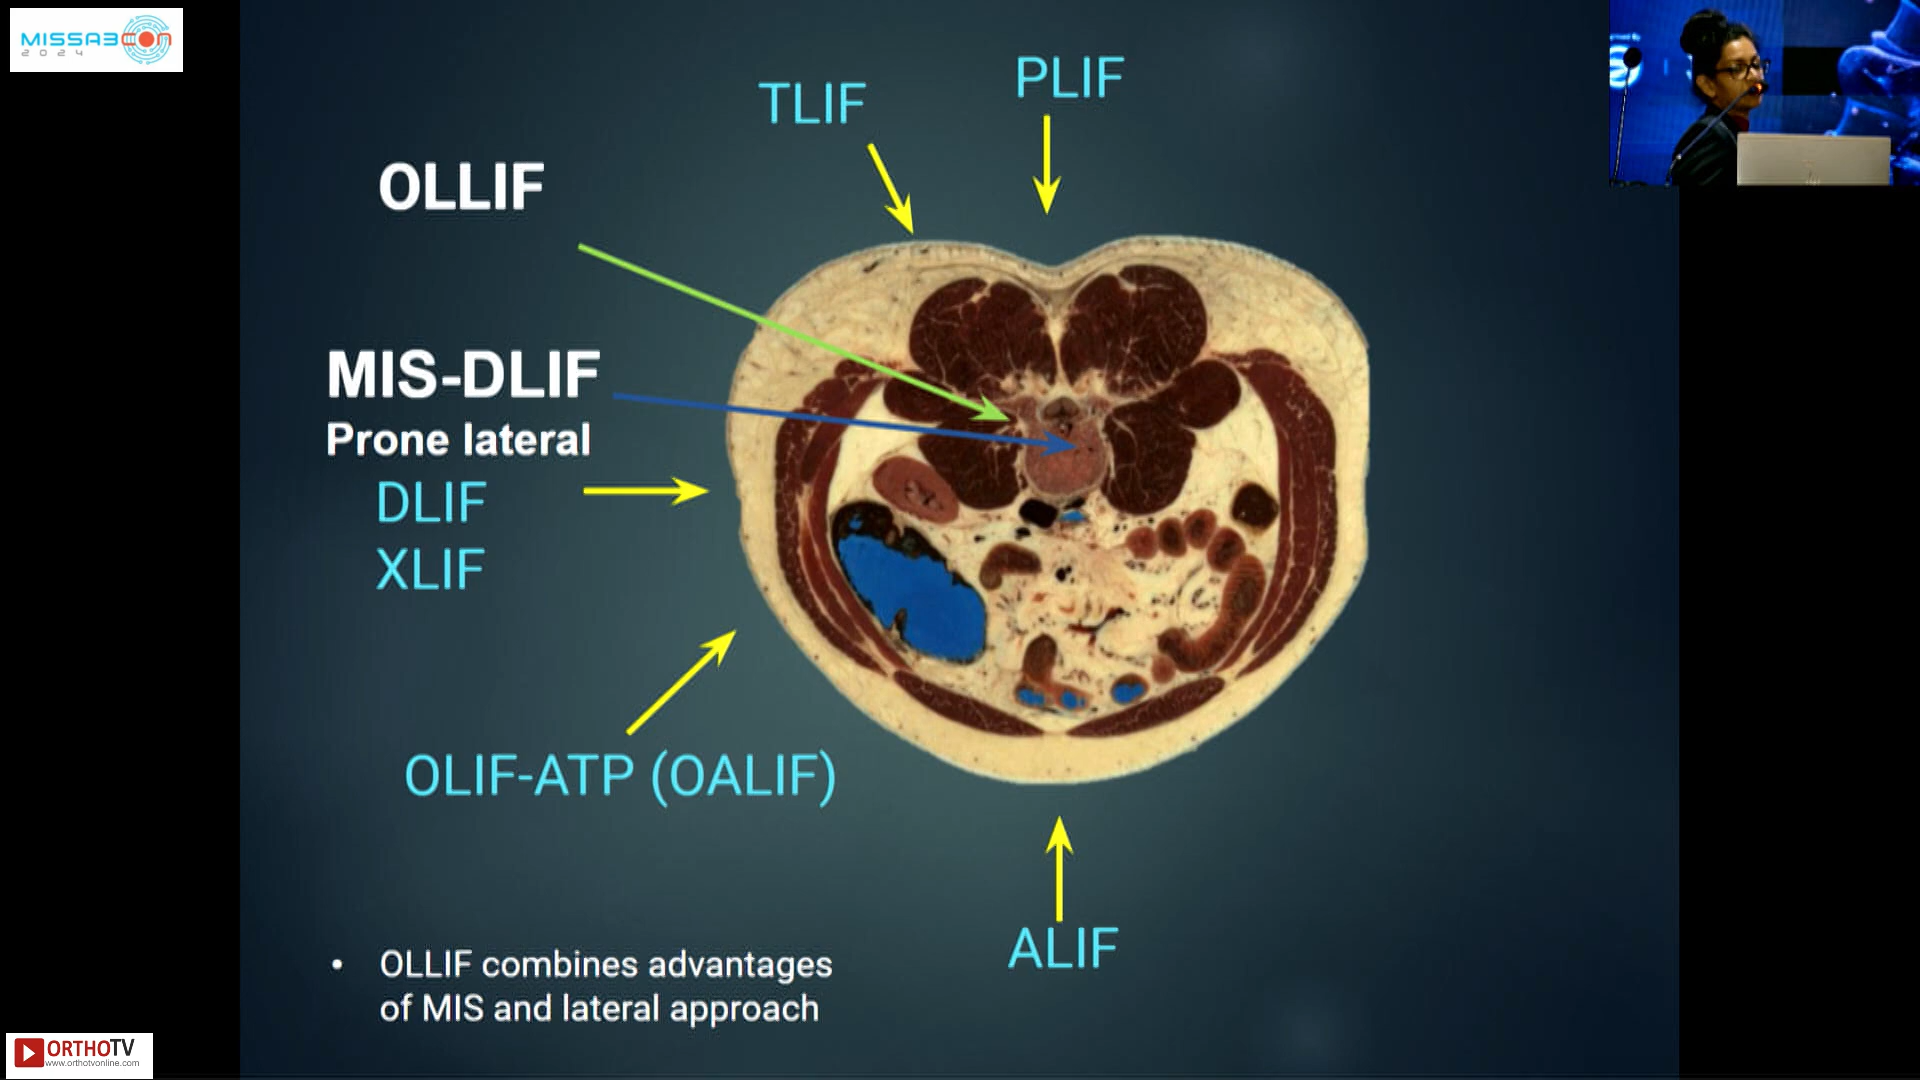 MISSABCON
2024
TLIF
PLIF
OLLIF
MIS-DLIF
Prone lateral
DLIF
XLIF
OLIF-ATP (OALIF)
ALIF
• OLLIF combines advantages
of MIS and lateral approach
ORTHOTV
www.orthotvonline.com